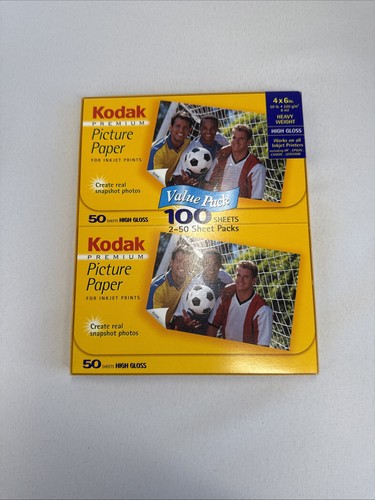 Kodak
PREMIUM
Picture
Paper
FOR INKJET PRINTS
Create real
snapshot photos
50 SHEETS HIGH GLOSS
4 x 6 in.
HEAVY
WEIGHT
HIGH GLOSS
Works on all
Inkjet Printers
Value Pack
100 SHEETS
2-50 Sheet Packs
Kodak
PREMIUM
Picture
Paper
FOR INKJET PRINTS
Create real
snapshot photos
50 SHEETS HIGH GLOSS